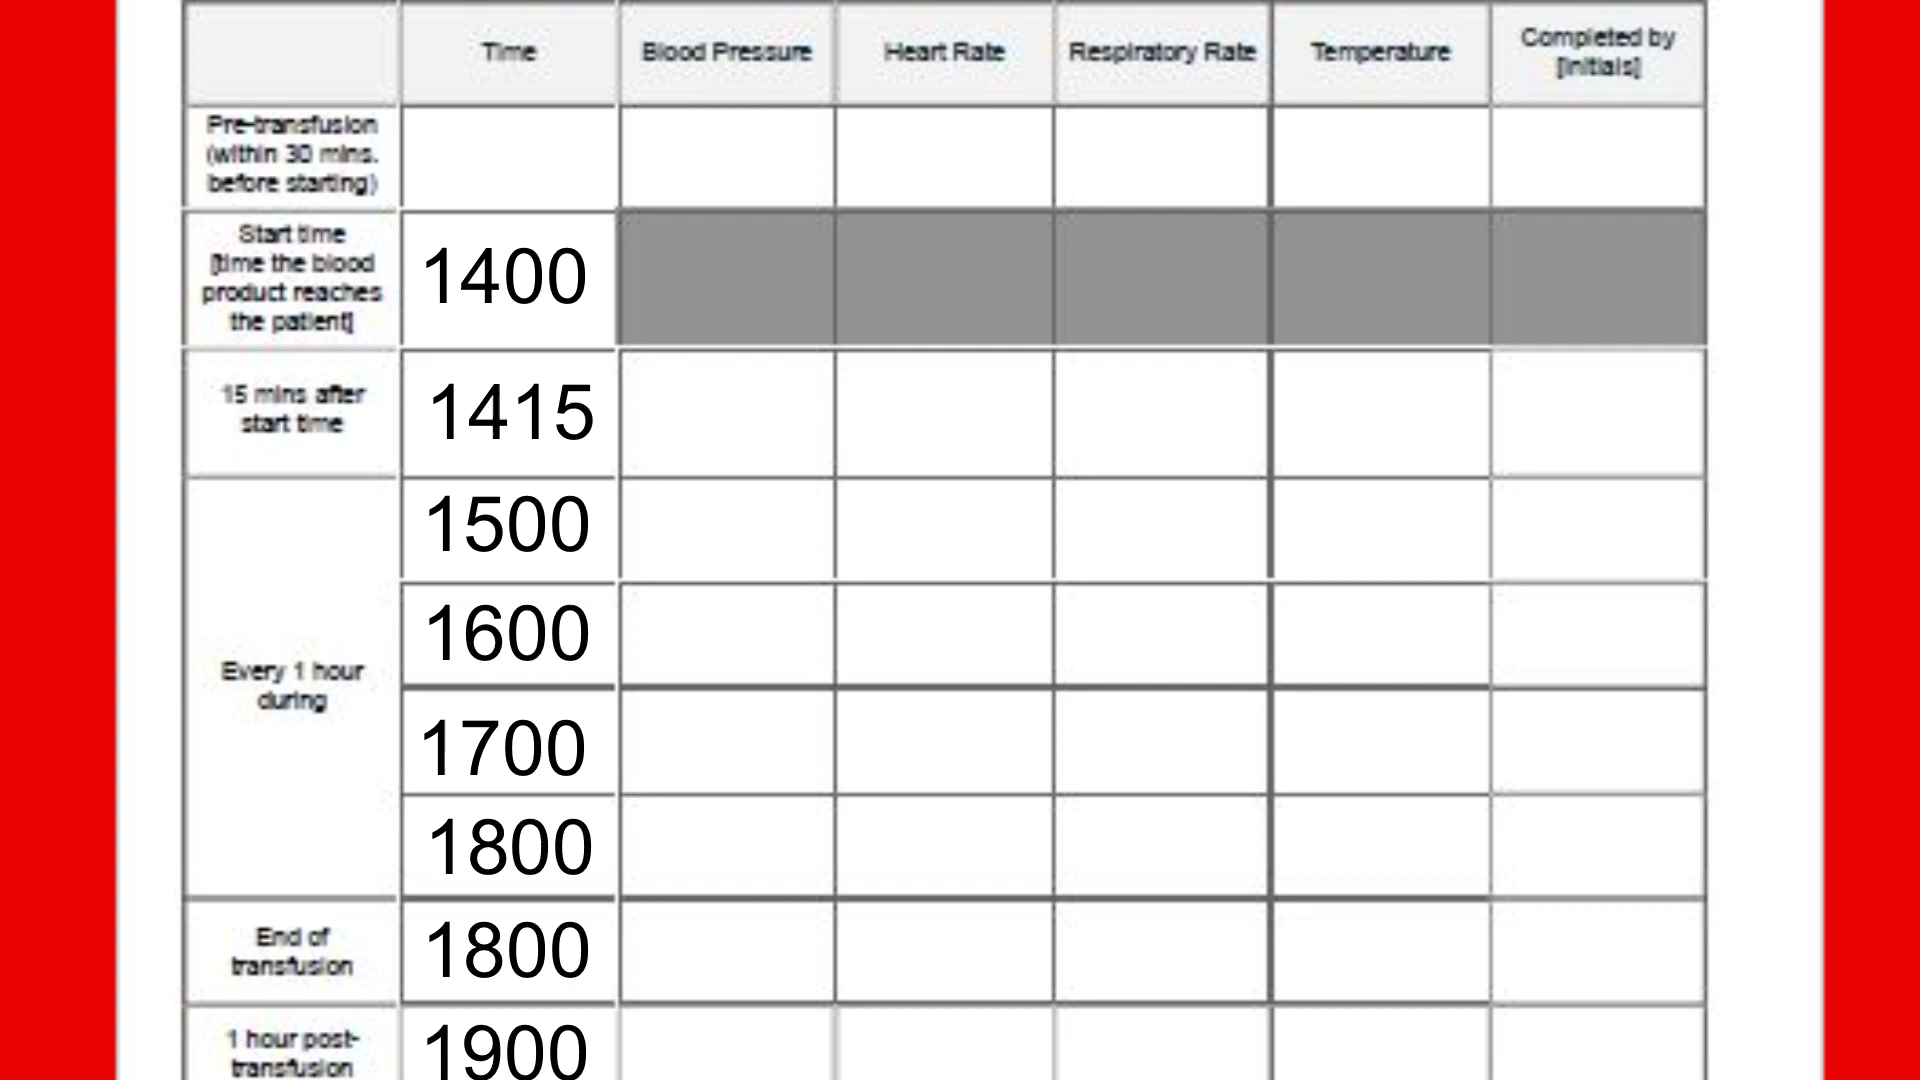 Time
Blood Pressure
Heart Rate
Respiratory Rate
Temperature
Completed by
[initials]
Pre-transfusion
(within 30 mins.
before starting)
Start time
[time the blood
product reaches
the patient]
1400
15 mins after
start time
1415
Every 1 hour
during
1500
1600
1700
1800
End of
transfusion
1800
1 hour post-
transfusion
1900